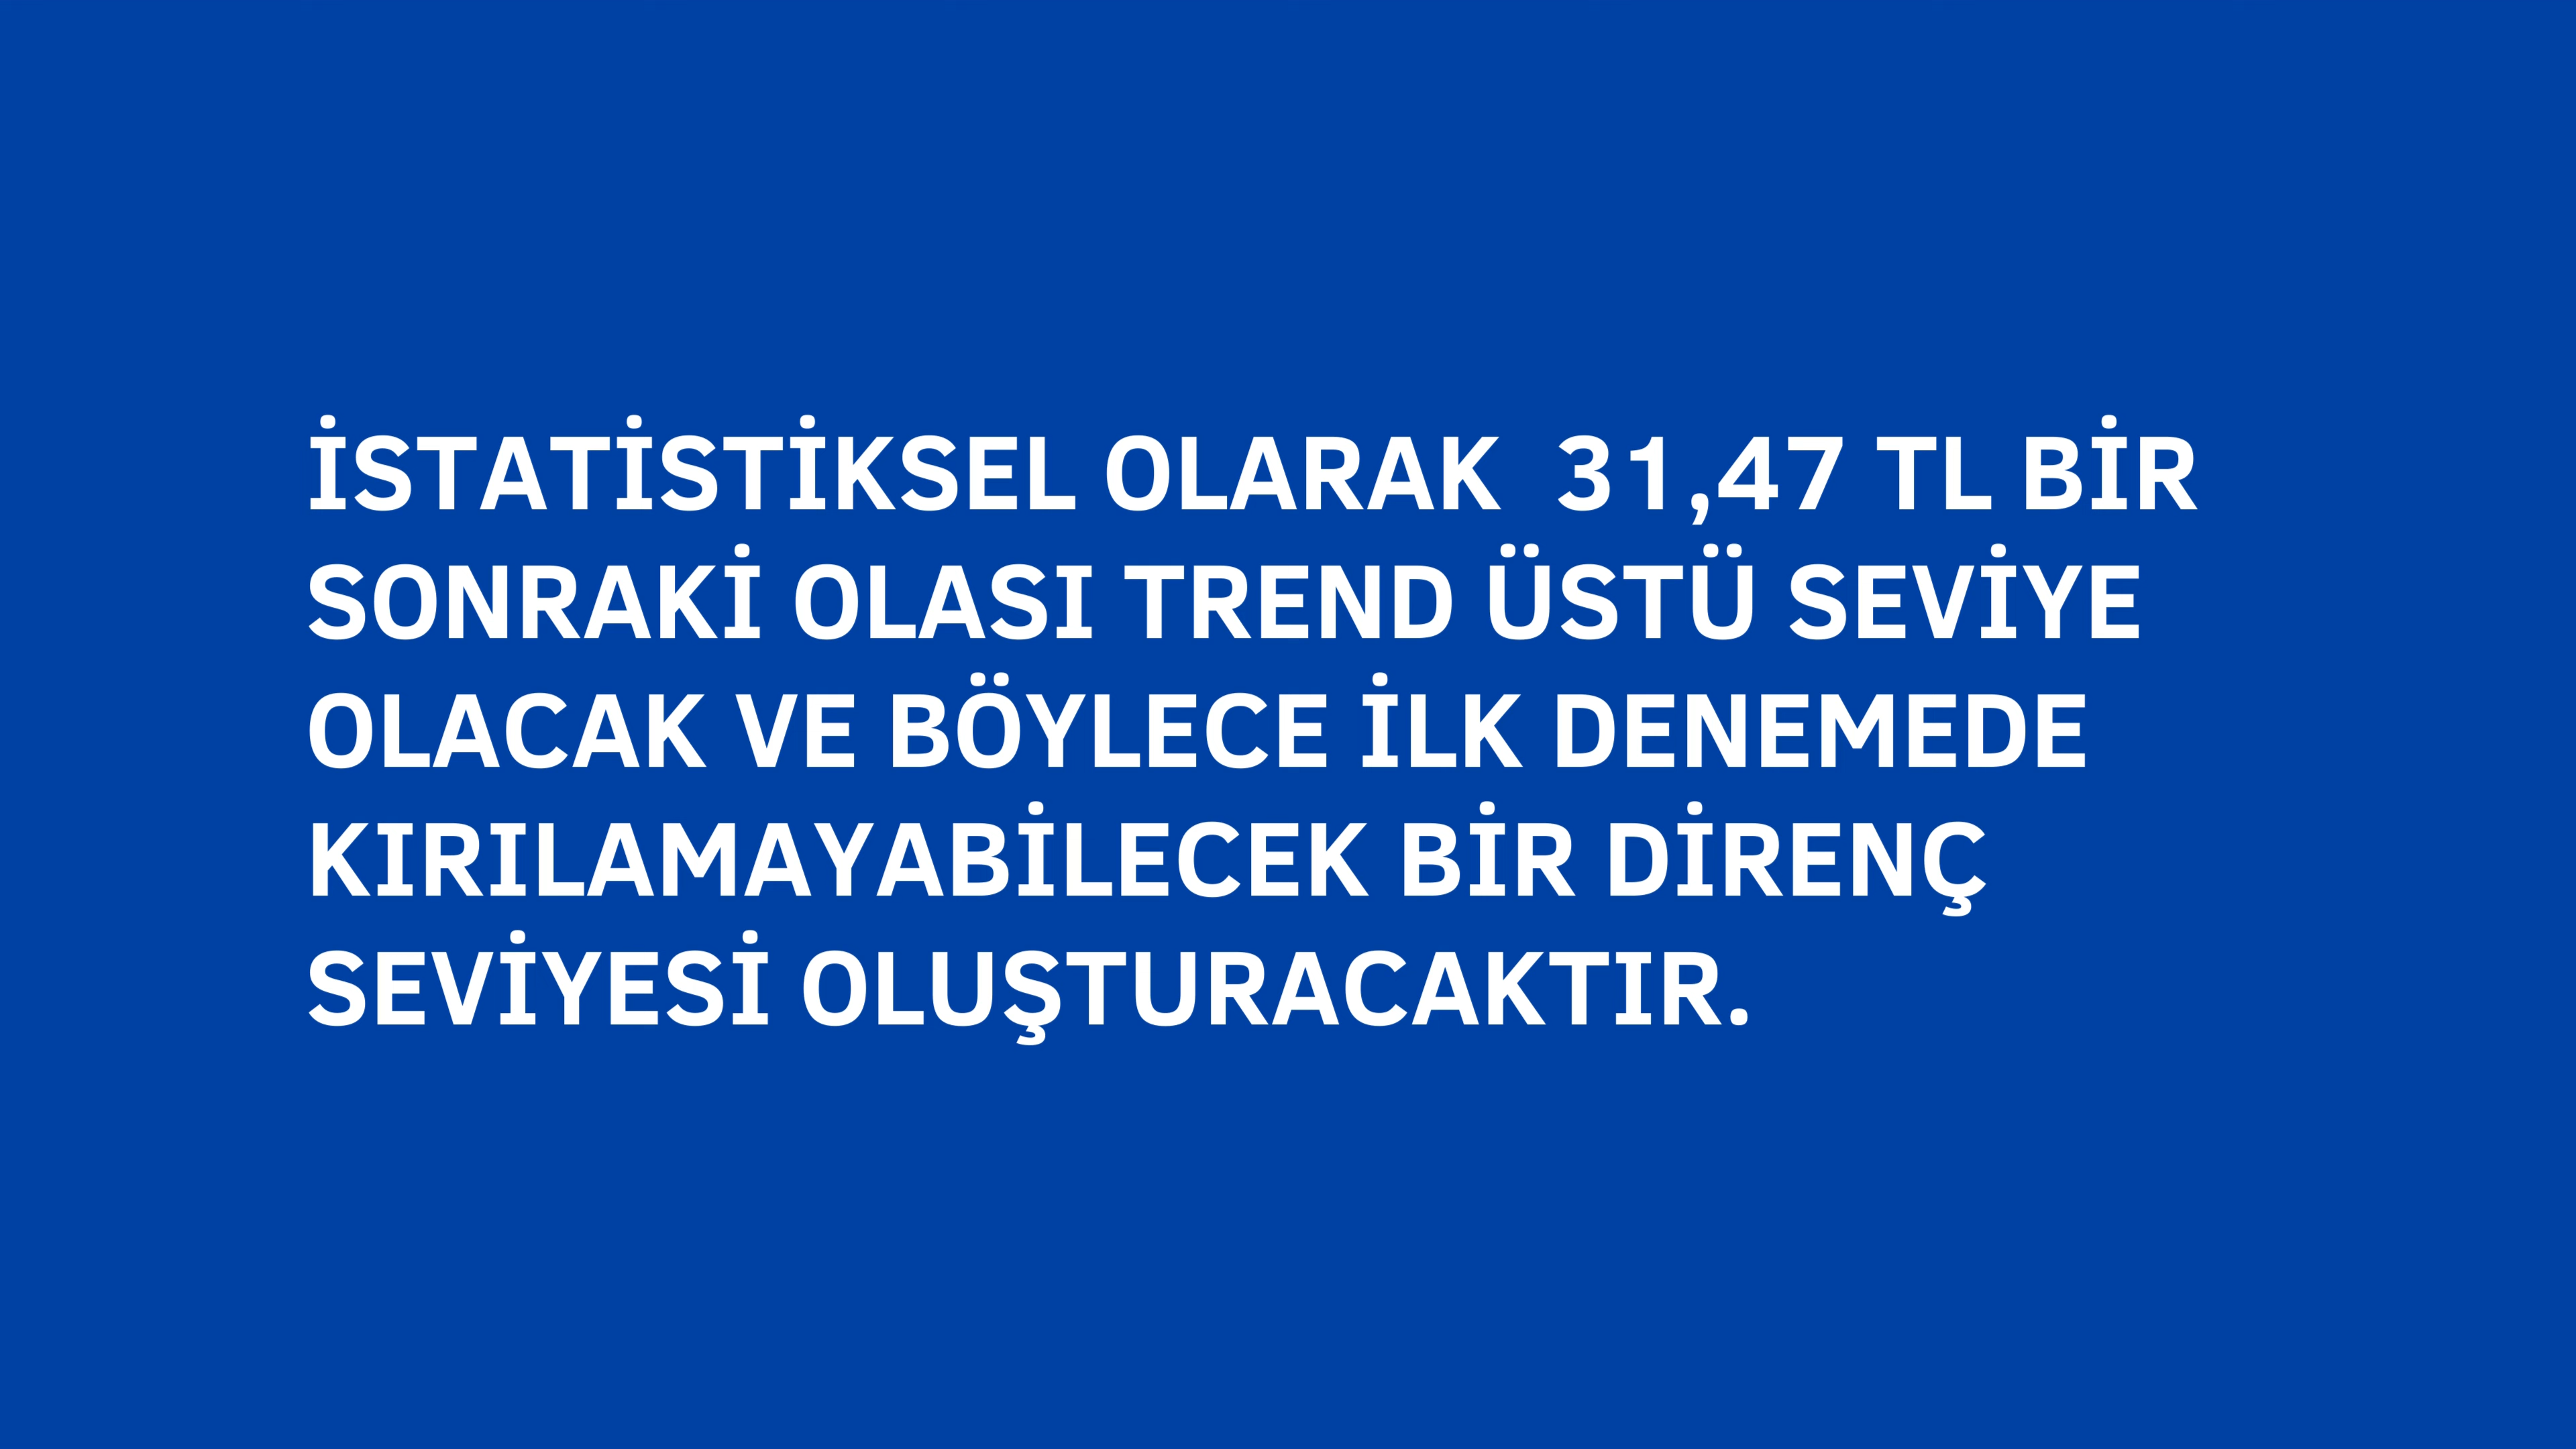 İSTATİSTİKSEL OLARAK  31,47 TL BİR
SONRAKİ OLASI TREND ÜSTÜ SEVİYE
OLACAK VE BÖYLECE İLK DENEMEDE
KIRILAMAYABİLECEK BİR DİRENÇ
SEVİYESİ OLUŞTURACAKTIR.